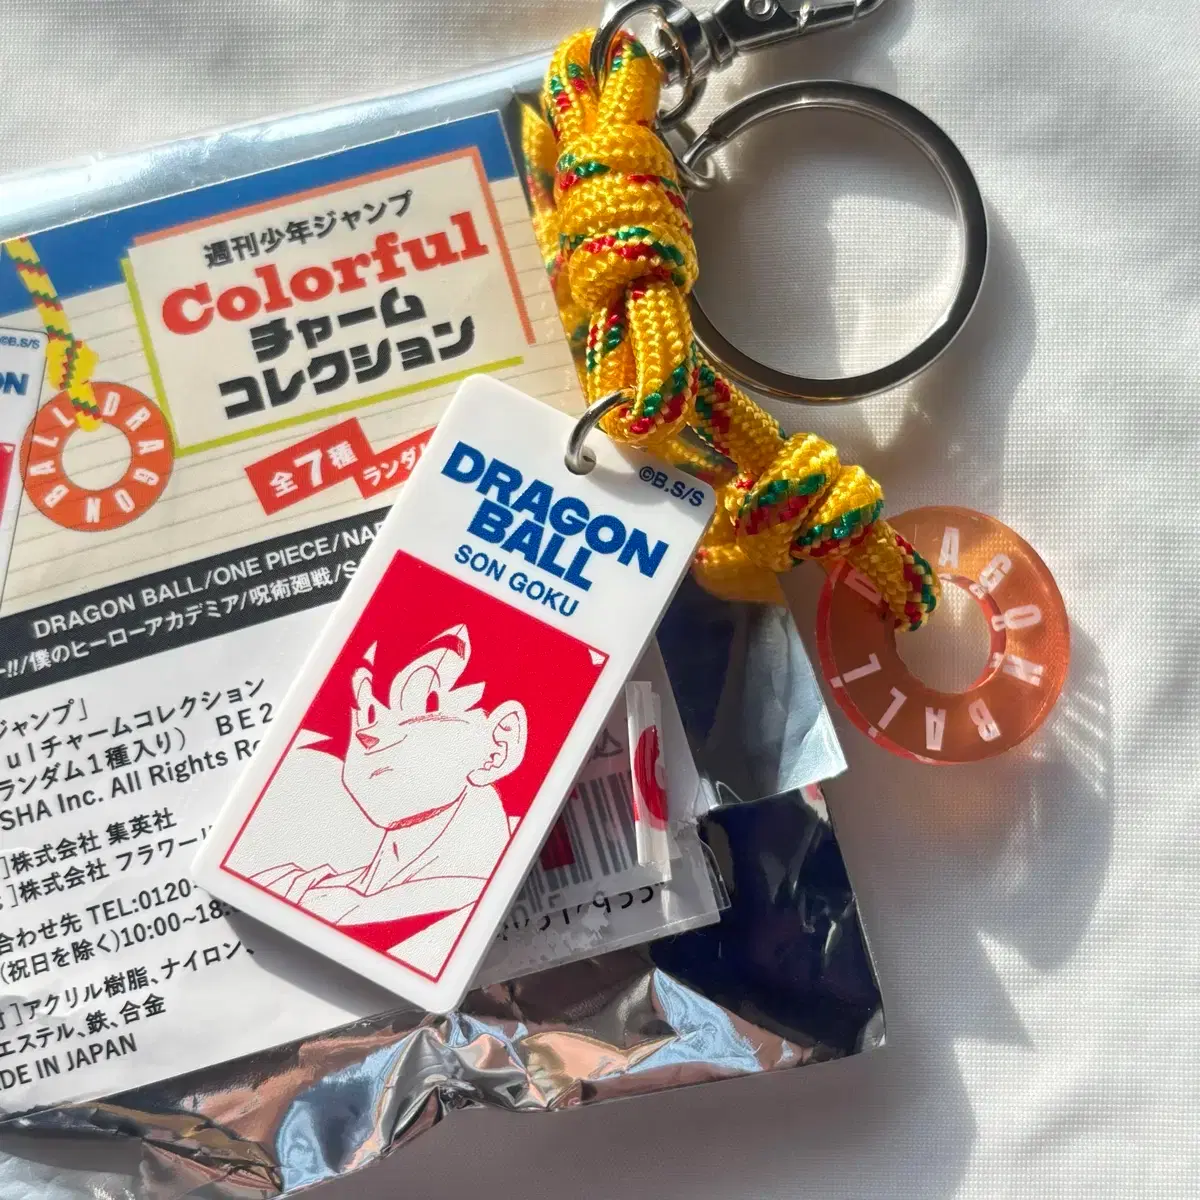 週刊少年ジャンプ
Colorful
チャーム
コレクション
全7種
©B.S/S
DRAGON BALL
DRAGON BALL/ONE PIECE/
!!/僕のヒーローアカデミア/呪術廻戦/
ジャンプ」
ulチャームコレクション
ランダム1種入り) BE2
SHA Inc. All Rights
]株式会社 集英社
]株式会社 フラワー
合わせ先 TEL:0120-
(祝日を除く)10:00~18:
]アクリル樹脂、ナイロン、
エステル、鉄、合金
DE IN JAPAN
©B.S/S
DRAGON
BALL
SON GOKU
AGON BALL